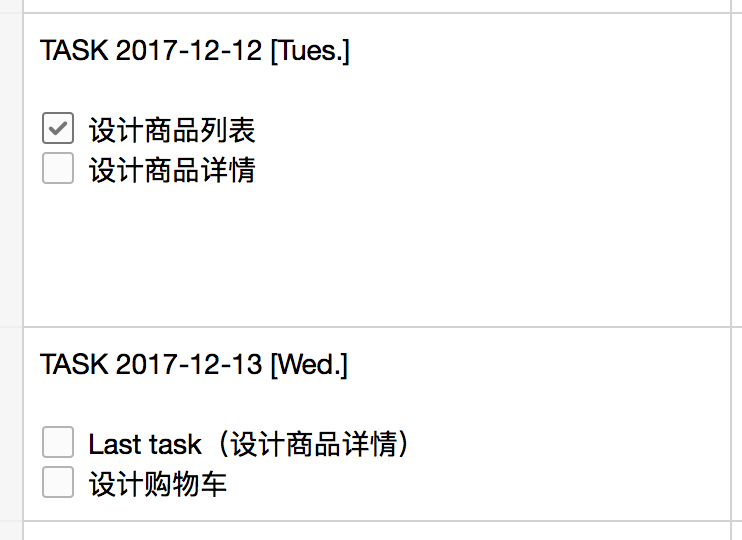 TASK 2017-12-12 [Tues.]
设计商品列表
设计商品详情
TASK 2017-12-13 [Wed.]
Last task（设计商品详情）
设计购物车